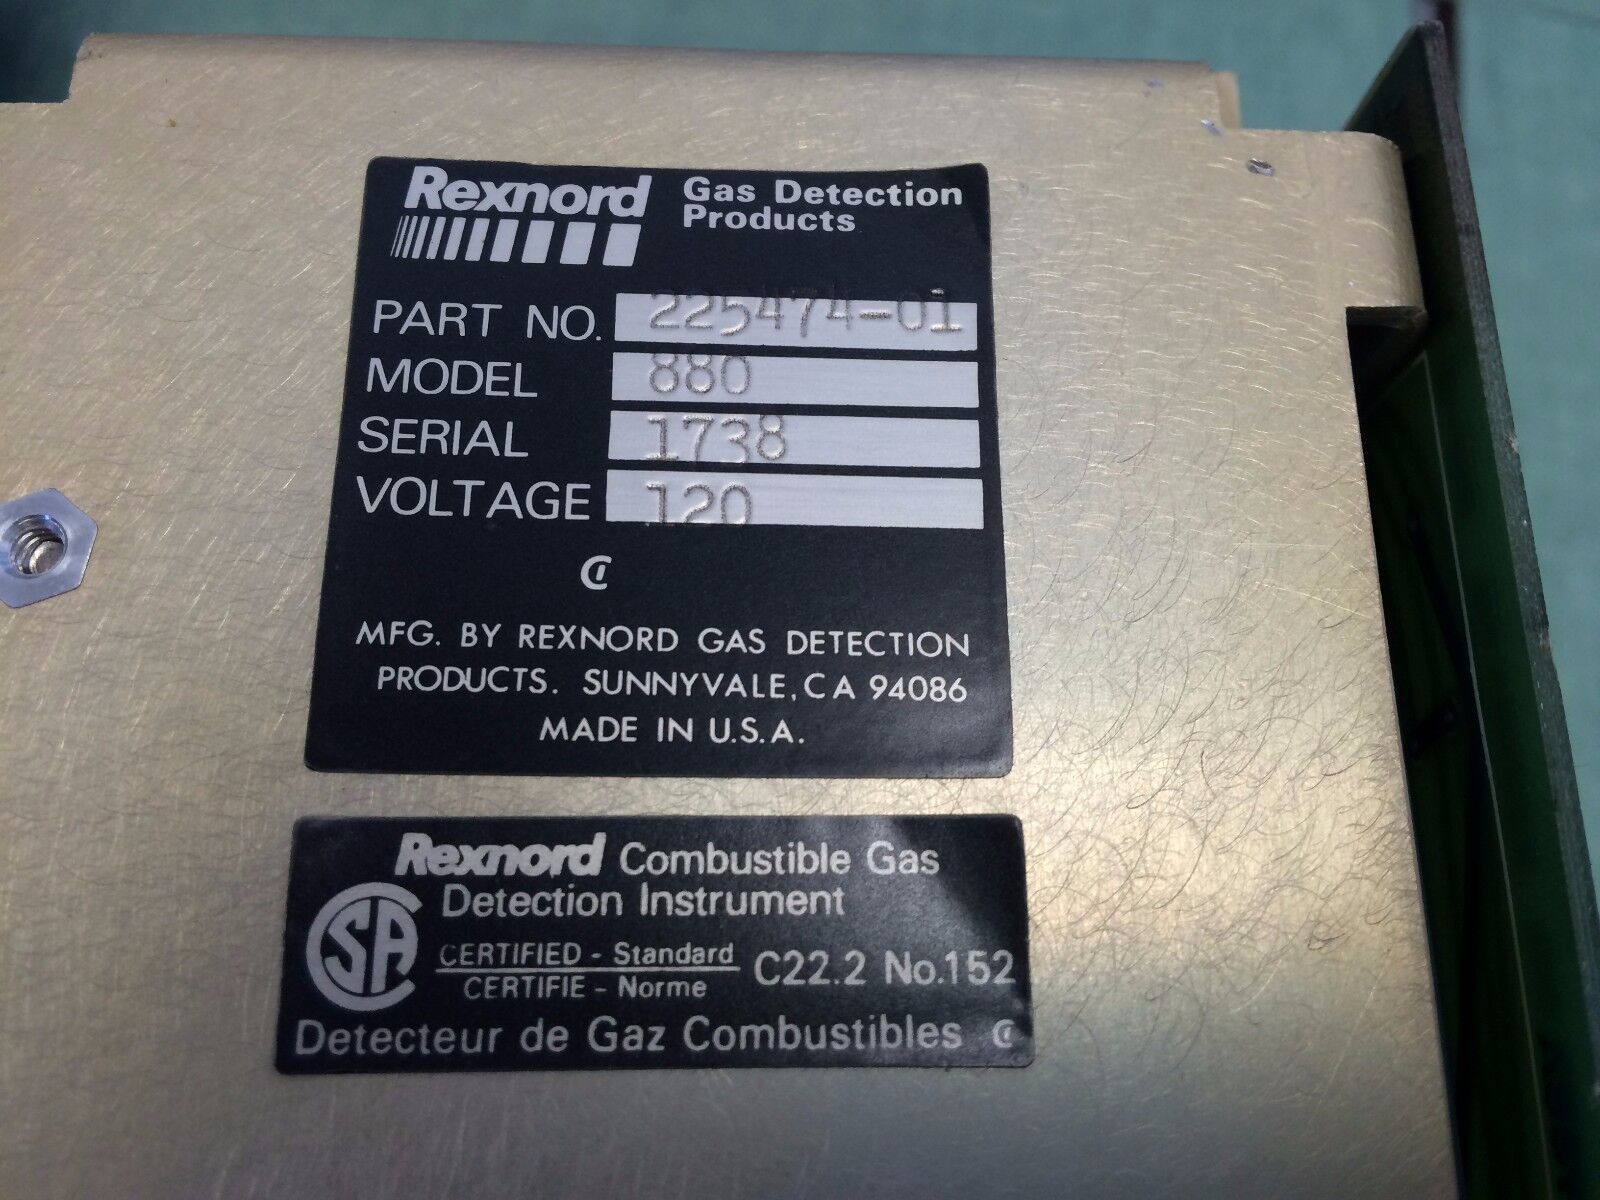 Rexnord Gas Detection
Products
PART NO. 225474-01
MODEL 880
SERIAL 1738
VOLTAGE 120
MFG. BY REXNORD GAS DETECTION
PRODUCTS. SUNNYVALE, CA 94086
MADE IN U.S.A.
Rexnord Combustible Gas
Detection Instrument
CSA
CERTIFIED - Standard
CERTIFIE - Norme
C22.2 No.152
Detecteur de Gaz Combustibles